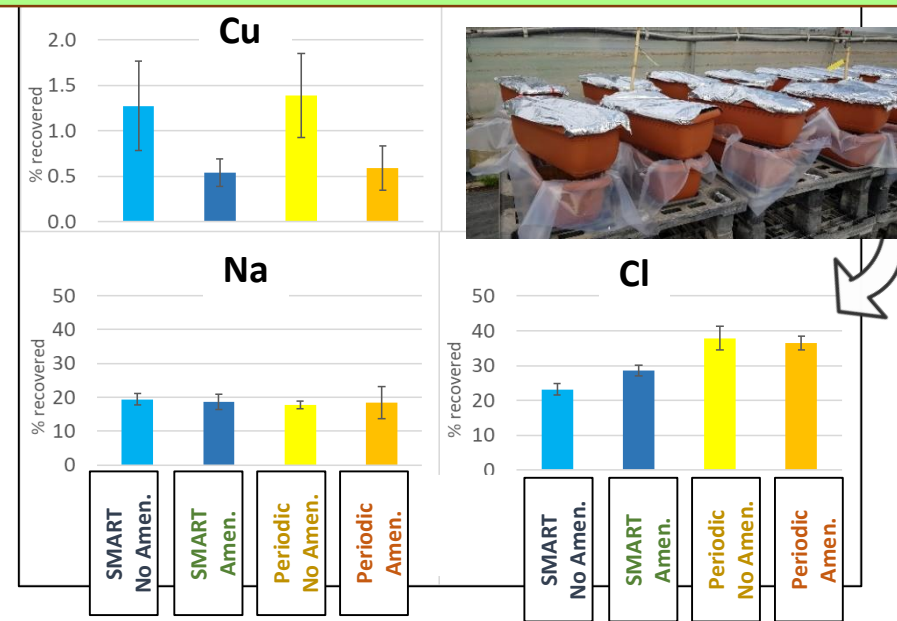 Cu
% recovered
2.0
1.5
1.0
0.5
0.0
Na
% recovered
50
40
30
20
10
0
Cl
% recovered
50
40
30
20
10
0
SMART
No Amen.
SMART
Amen.
Periodic
No Amen.
Periodic
Amen.
SMART
No Amen.
SMART
Amen.
Periodic
No Amen.
Periodic
Amen.